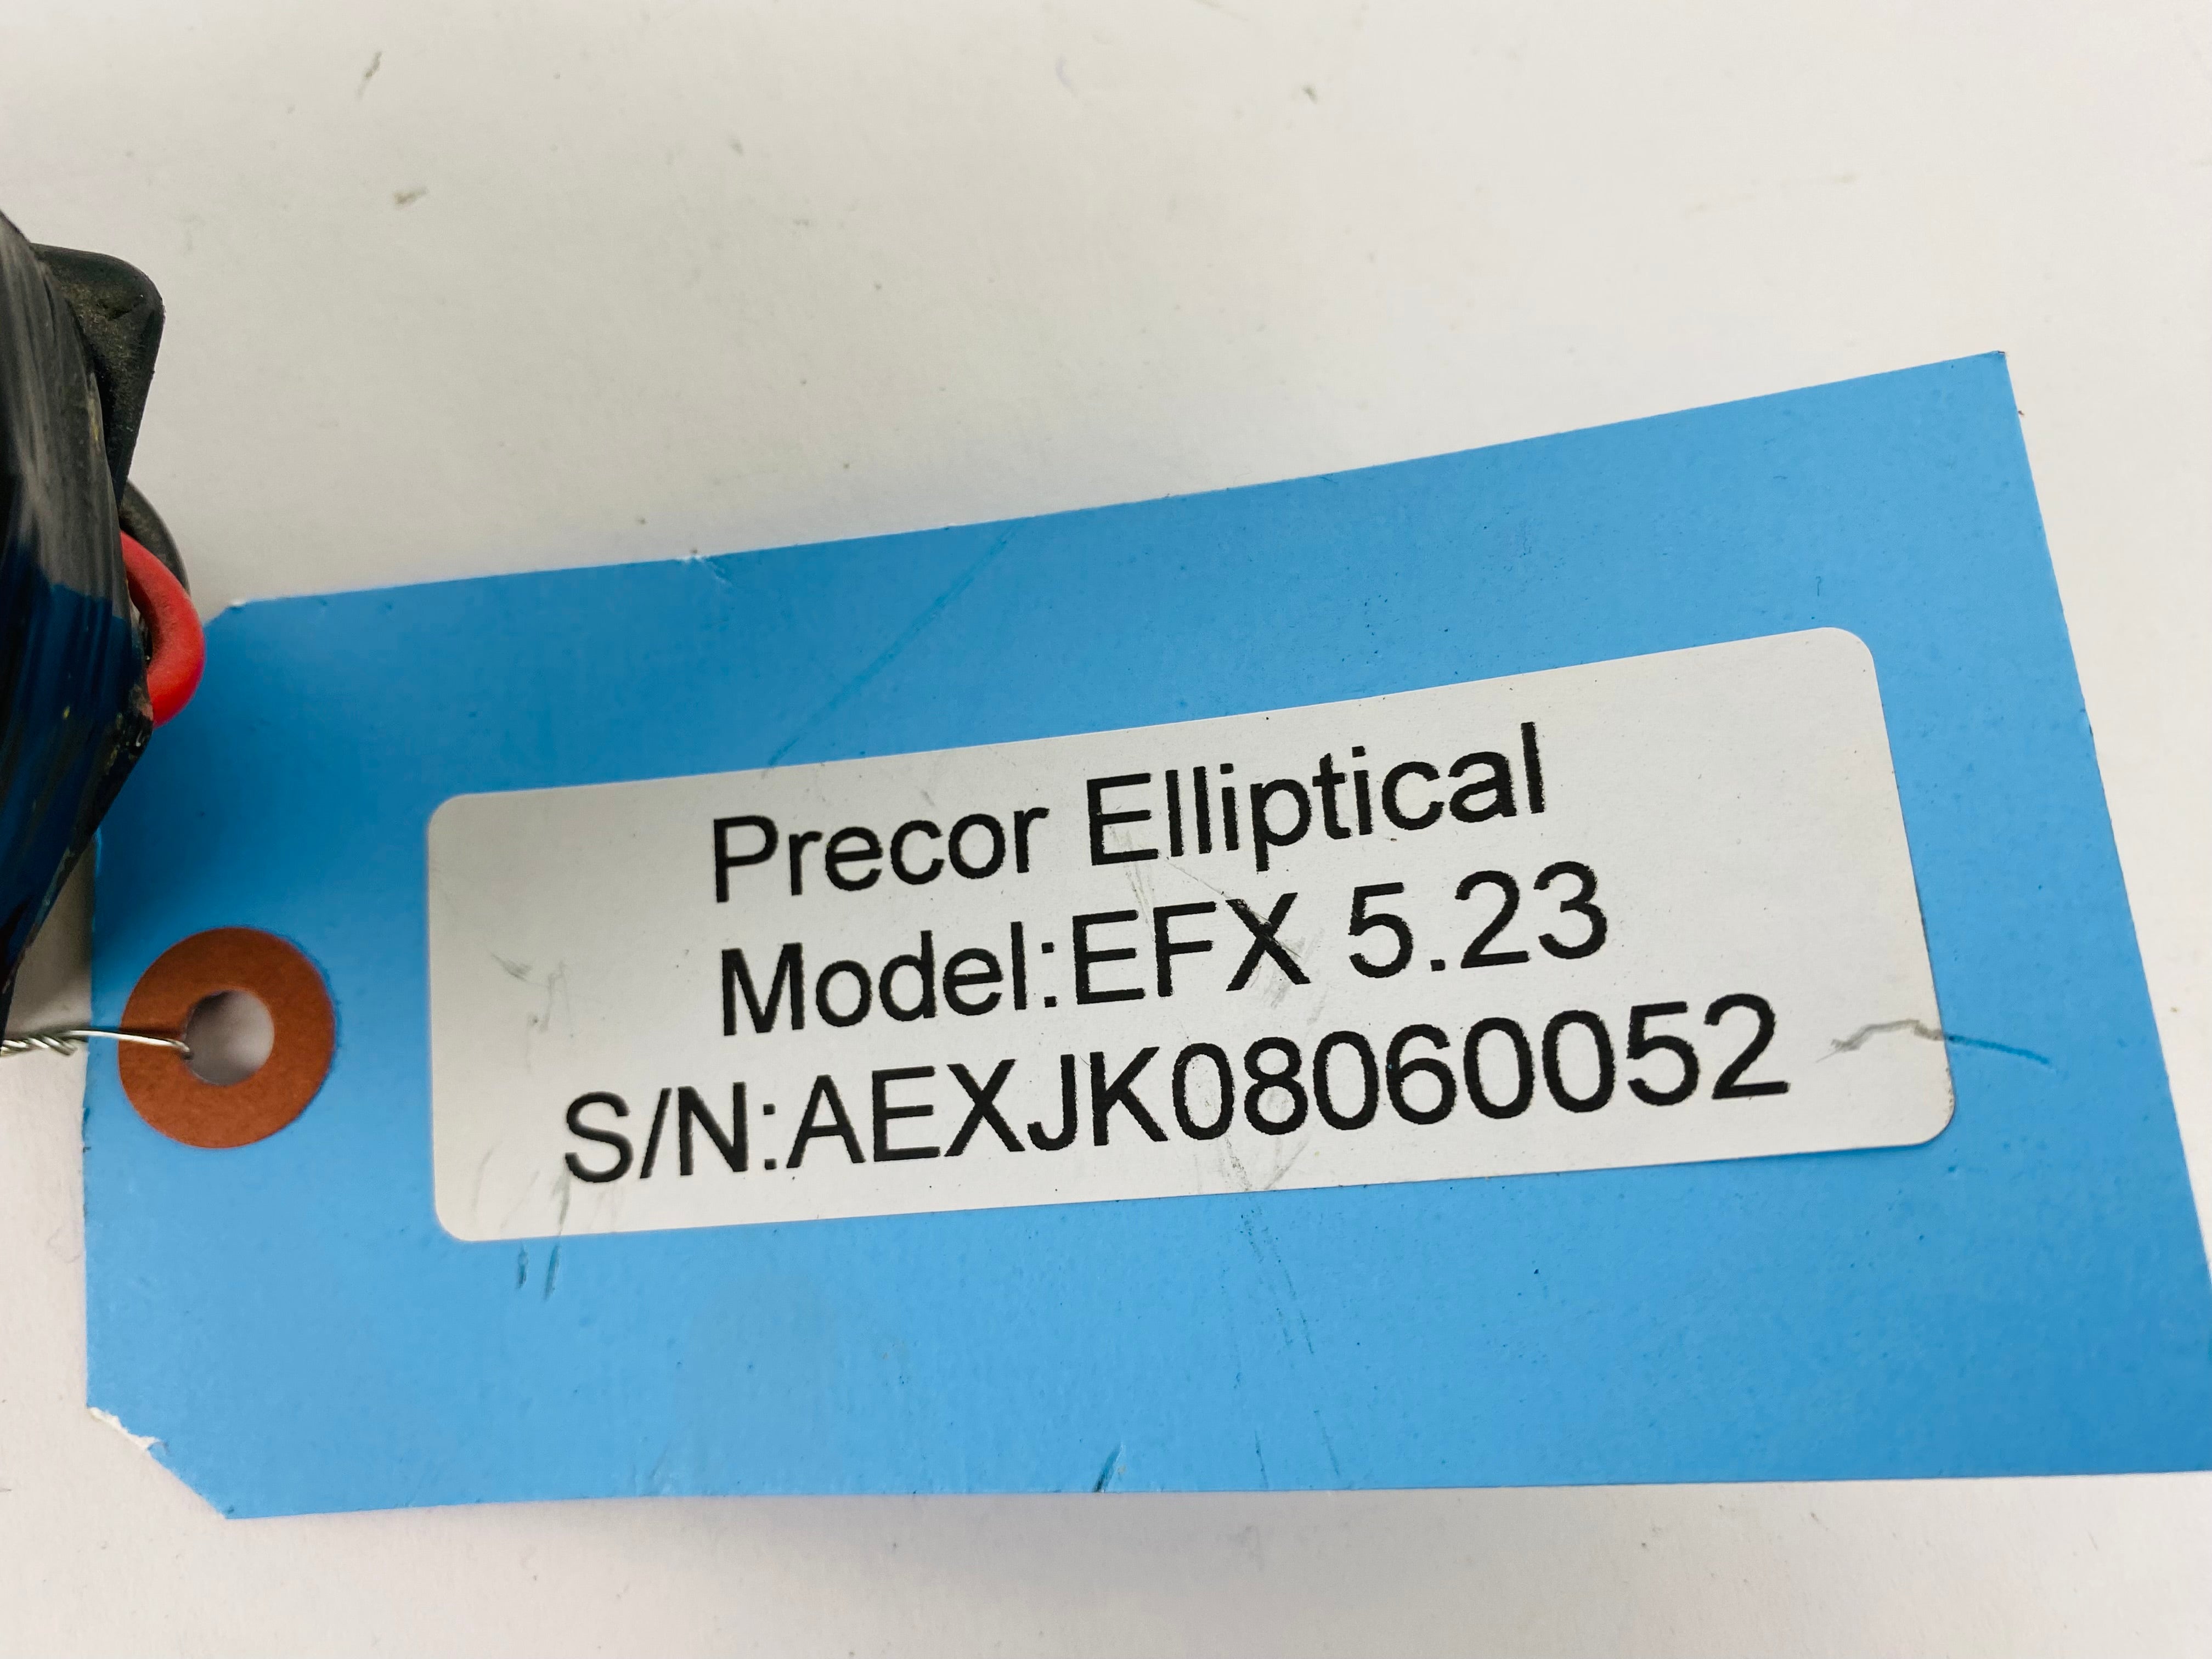 Precor Elliptical
Model:EFX 5.23
S/N:AEXJK08060052